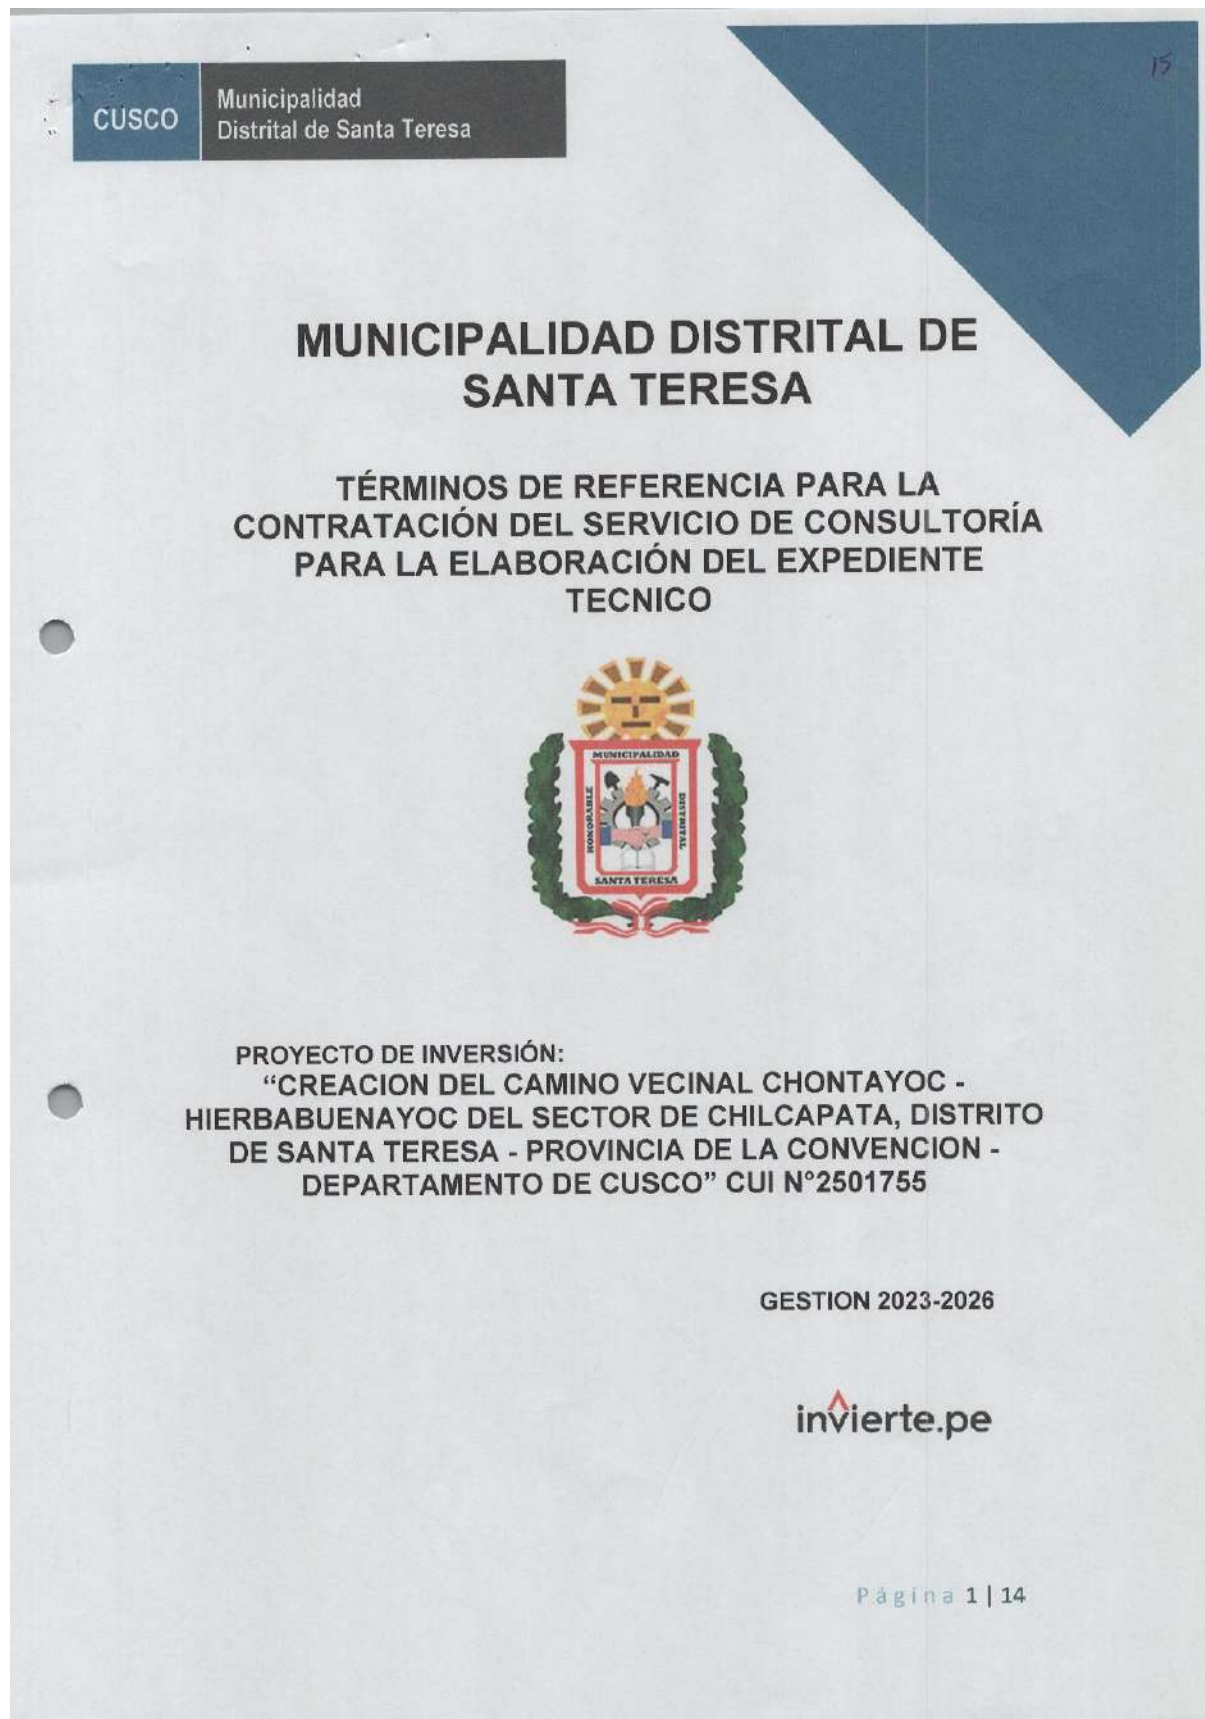 15
CUSCO
Municipalidad
Distrital de Santa Teresa
MUNICIPALIDAD DISTRITAL DE
SANTA TERESA
TÉRMINOS DE REFERENCIA PARA LA
CONTRATACIÓN DEL SERVICIO DE CONSULTORÍA
PARA LA ELABORACIÓN DEL EXPEDIENTE
TECNICO
MUNICIPALIDAD
HONORABLE
DISTRITAL
SANTA TERESA
PROYECTO DE INVERSIÓN:
“CREACION DEL CAMINO VECINAL CHONTAYOC -
HIERBABUENAYOC DEL SECTOR DE CHILCAPATA, DISTRITO
DE SANTA TERESA - PROVINCIA DE LA CONVENCION -
DEPARTAMENTO DE CUSCO” CUI N°2501755
GESTION 2023-2026
invierte.pe
Página 1 | 14